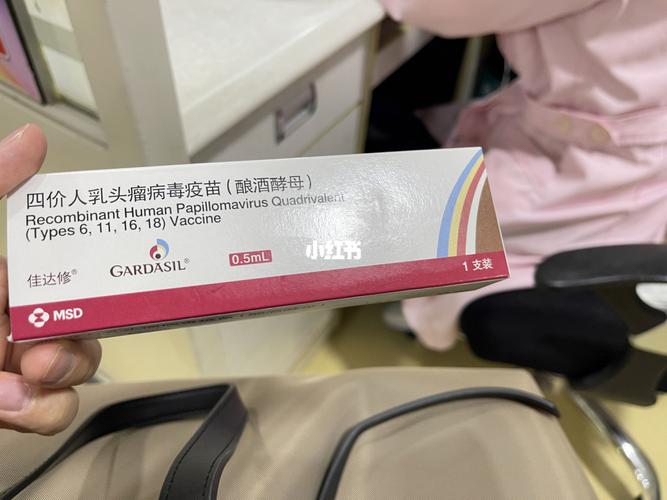 四价人乳头瘤病毒疫苗(酿酒酵母)
Recombinant Human Papillomavirus Quadrivalent
(Types 6, 11, 16, 18) Vaccine
佳达修®
GARDASIL®
0.5mL
小红书
1支装
MSD